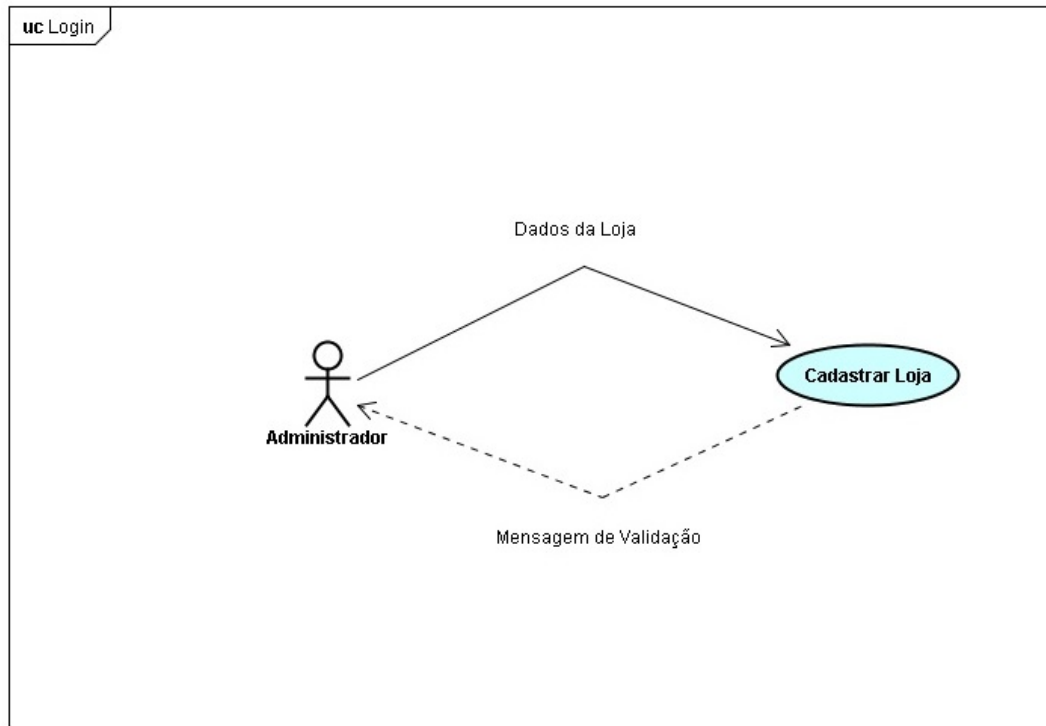 uc Login
Dados da Loja
Cadastrar Loja
Administrador
Mensagem de Validação